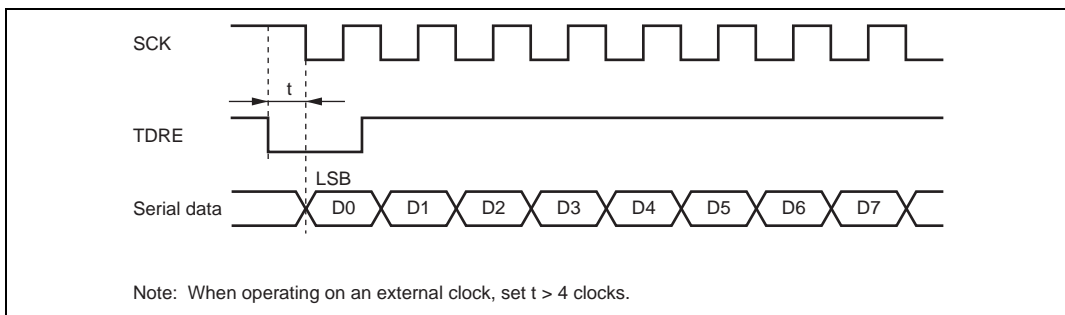 SCK
t
TDRE
LSB
Serial data D0 D1 D2 D3 D4 D5 D6 D7
Note: When operating on an external clock, set t > 4 clocks.